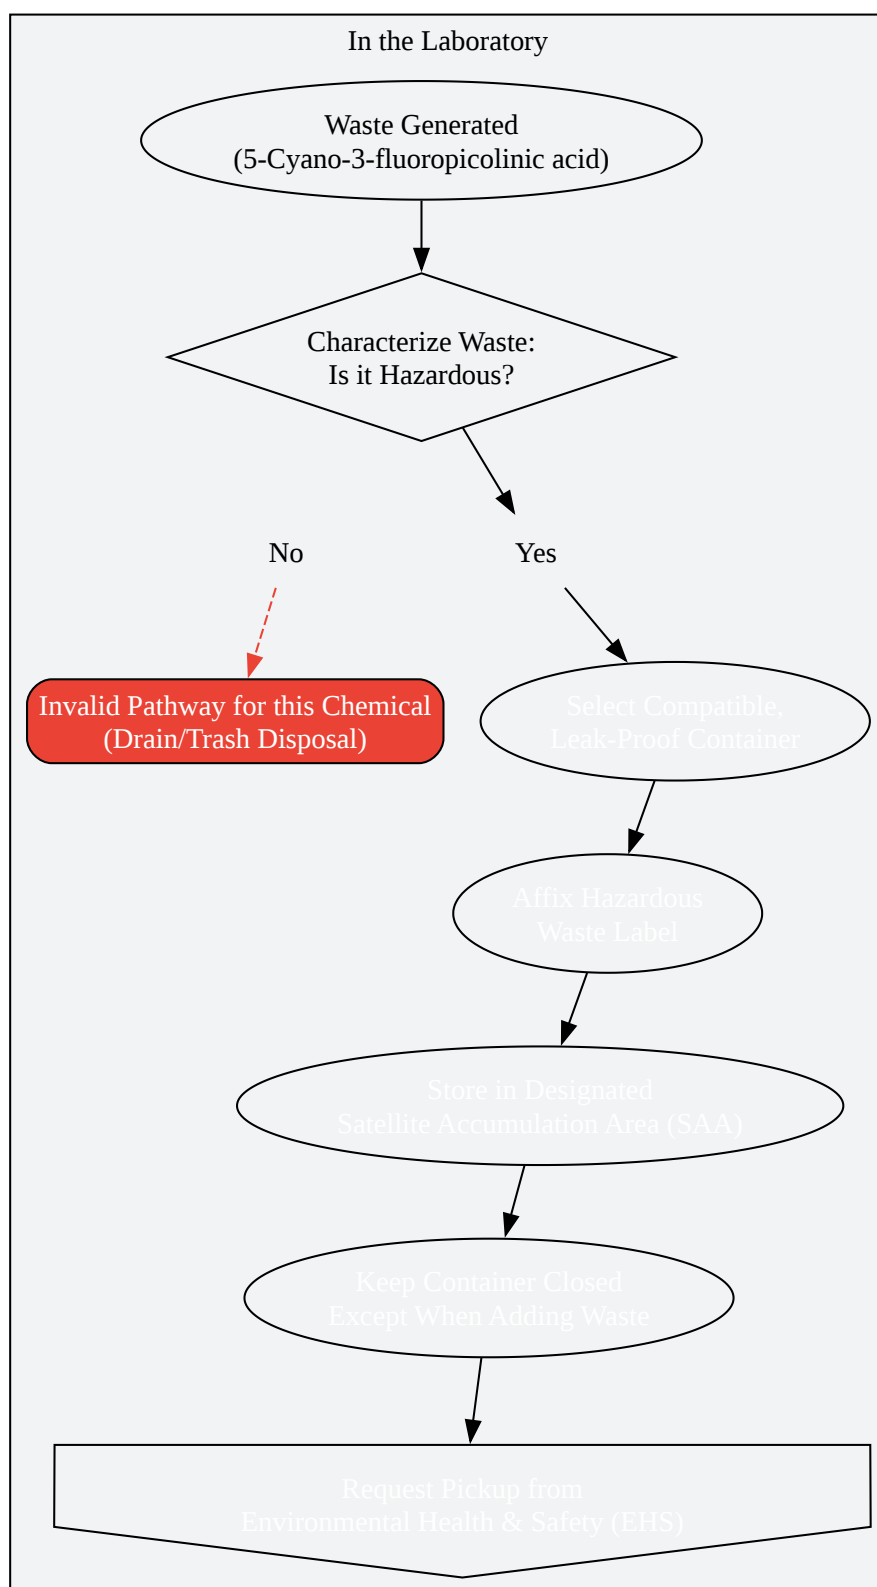 In the Laboratory
Waste Generated
(5-Cyano-3-fluoropicolinic acid)
Characterize Waste:
Is it Hazardous?
No
Yes
Invalid Pathway for this Chemical
(Drain/Trash Disposal)
Select Compatible,
Leak-Proof Container
Affix Hazardous
Waste Label
Store in Designated
Satellite Accumulation Area (SAA)
Keep Container Closed
Except When Adding Waste
Request Pickup from
Environmental Health & Safety (EHS)